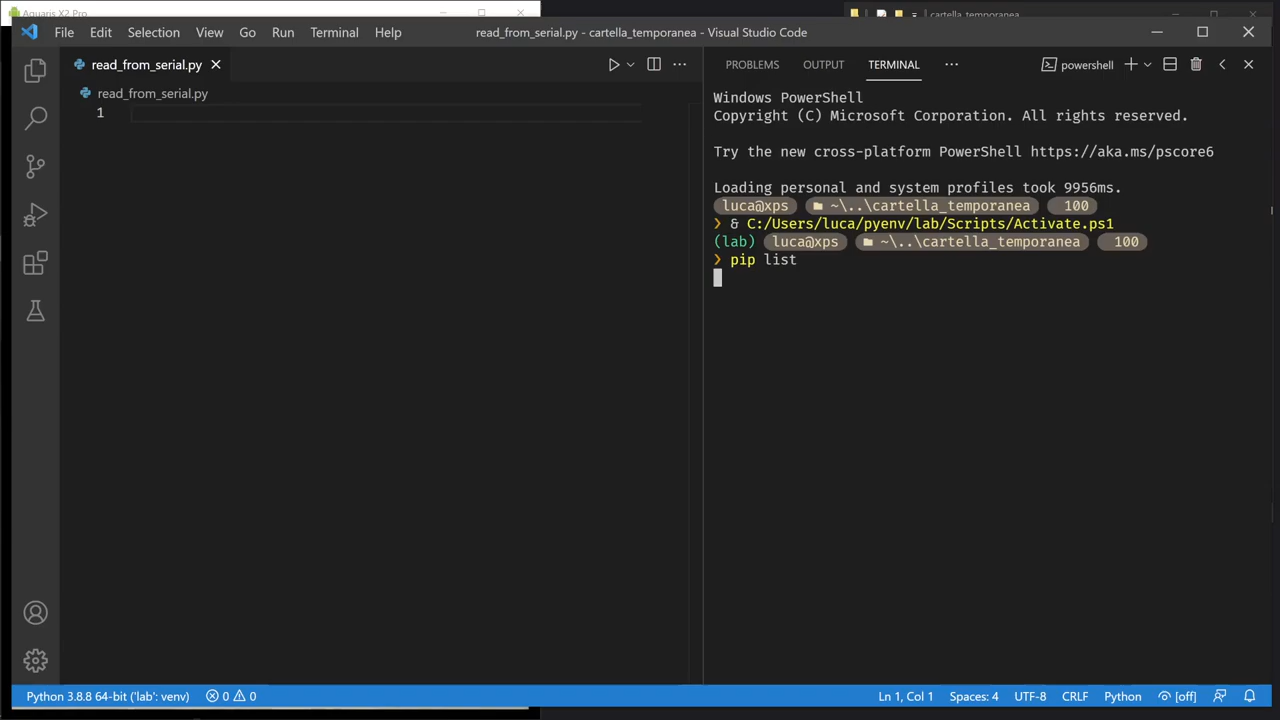 Aquaris X2 Pro
cartella_temporanea
File Edit Selection View Go Run Terminal Help
read_from_serial.py - cartella_temporanea - Visual Studio Code
read_from_serial.py
PROBLEMS OUTPUT TERMINAL
powershell
read_from_serial.py
1
Windows PowerShell
Copyright (C) Microsoft Corporation. All rights reserved.
Try the new cross-platform PowerShell https://aka.ms/pscore6
Loading personal and system profiles took 9956ms.
luca@xps ~\..\cartella_temporanea 100
❯ & C:/Users/luca/pyenv/lab/Scripts/Activate.ps1
(lab) luca@xps ~\..\cartella_temporanea 100
❯ pip list
Python 3.8.8 64-bit ('lab': venv) 0 0 Ln 1, Col 1 Spaces: 4 UTF-8 CRLF Python [off]